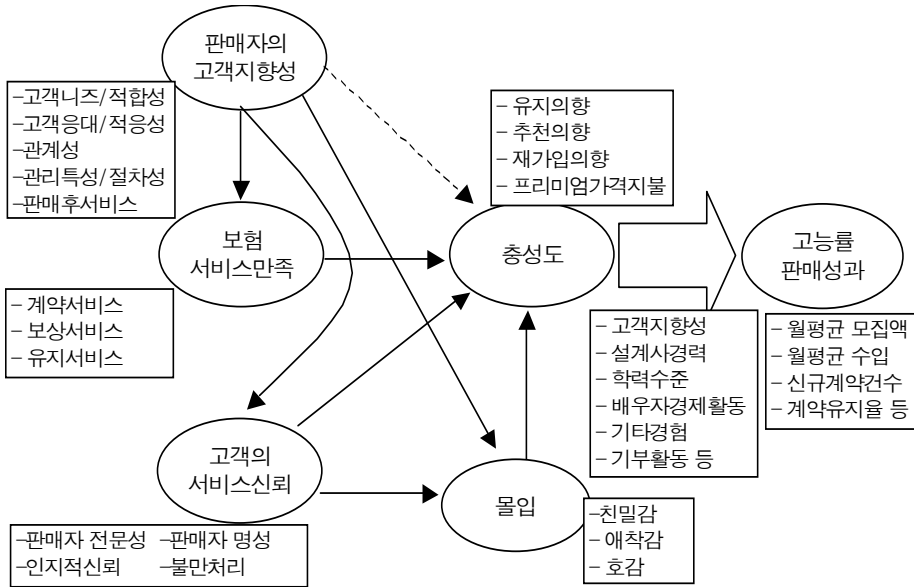 판매자의
고객지향성
–고객니즈/적합성
–고객응대/적응성
–관계성
–관리특성/절차성
–판매후서비스
– 유지의향
– 추천의향
– 재가입의향
– 프리미엄가격지불
보험
서비스만족
충성도
고능률
판매성과
– 계약서비스
– 보상서비스
– 유지서비스
– 고객지향성
– 설계사경력
– 학력수준
– 배우자경제활동
– 기타경험
– 기부활동 등
– 월평균 모집액
– 월평균 수입
– 신규계약건수
– 계약유지율 등
고객의
서비스신뢰
몰입
–판매자 전문성 –판매자 명성
–인지적신뢰 –불만처리
–친밀감
– 애착감
– 호감